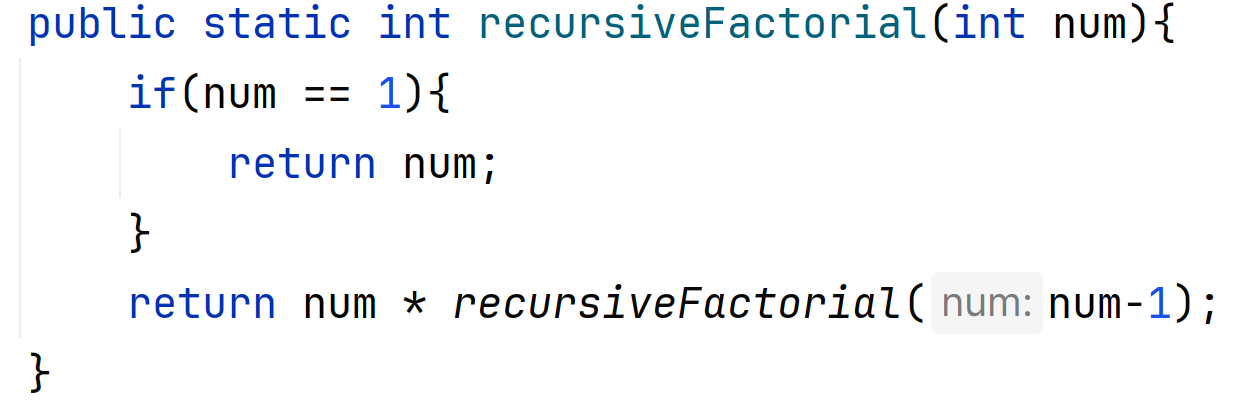 public static int recursiveFactorial(int num){
if(num == 1){
return num;
}
return num * recursiveFactorial( num: num-1);
}